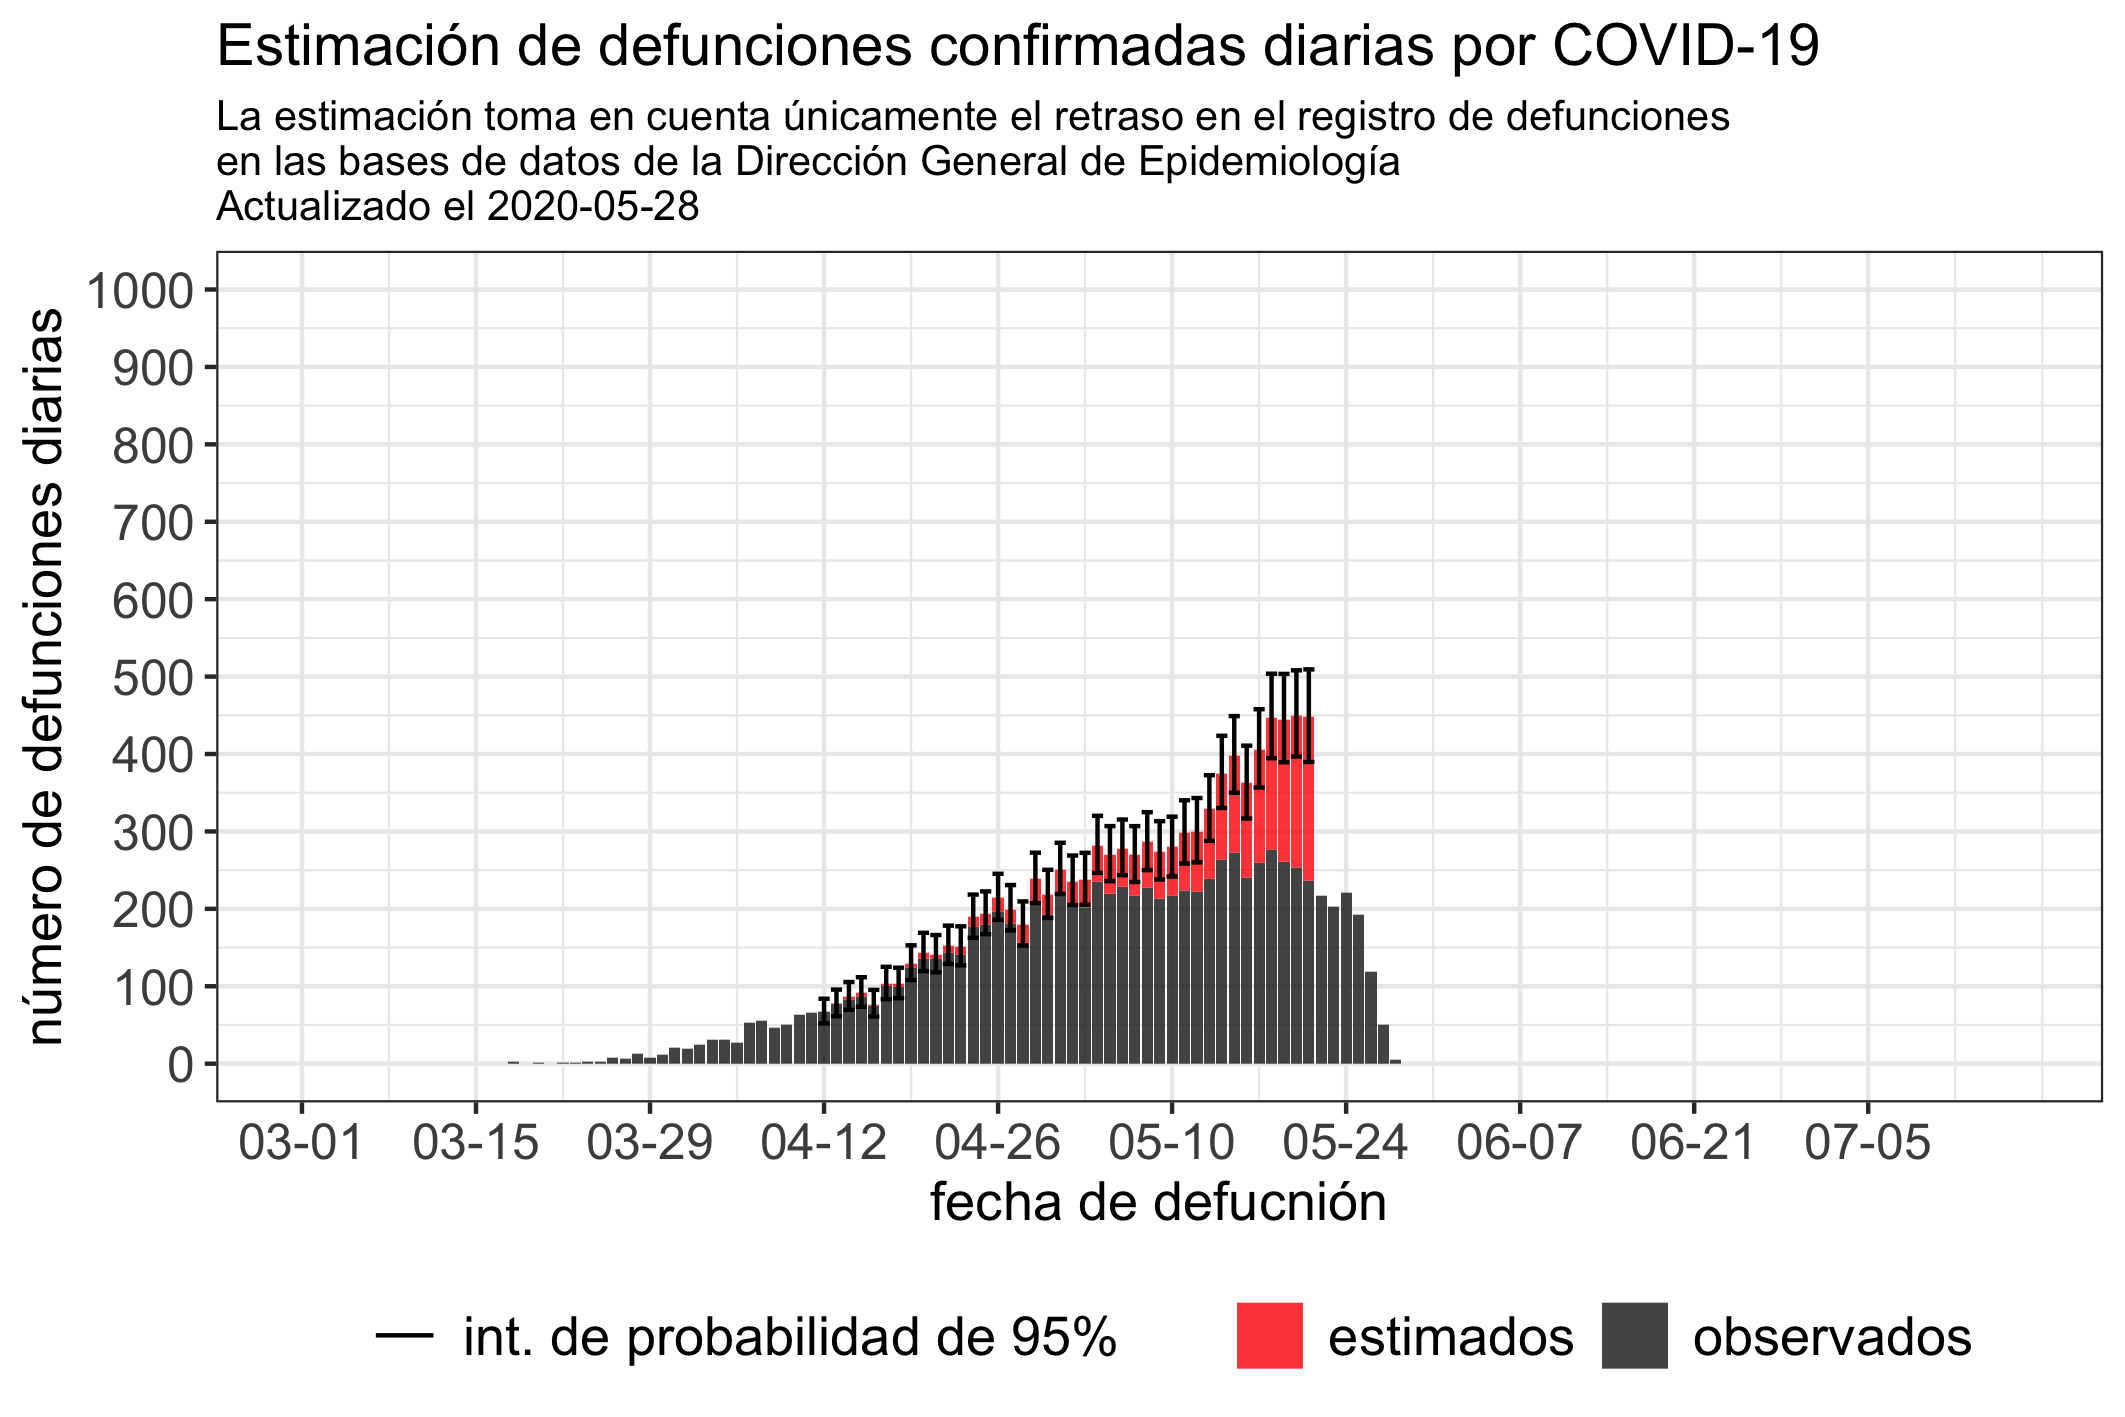 Estimación de defunciones confirmadas diarias por COVID-19
La estimación toma en cuenta únicamente el retraso en el registro de defunciones
en las bases de datos de la Dirección General de Epidemiología
Actualizado el 2020-05-28
número de defunciones diarias
1000
900
800
700
600
500
400
300
200
100
0
03-01 03-15 03-29 04-12 04-26 05-10 05-24 06-07 06-21 07-05
fecha de defucnión
int. de probabilidad de 95% estimados observados